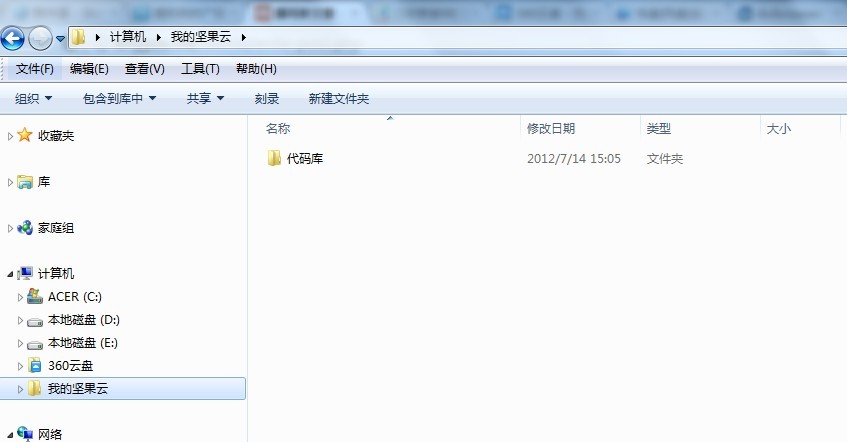 计算机 我的坚果云
文件(F) 编辑(E) 查看(V) 工具(T) 帮助(H)
组织 包含到库中 共享 刻录 新建文件夹
收藏夹
库
家庭组
计算机
ACER (C:)
本地磁盘 (D:)
本地磁盘 (E:)
360云盘
我的坚果云
网络
名称 修改日期 类型 大小
代码库 2012/7/14 15:05 文件夹